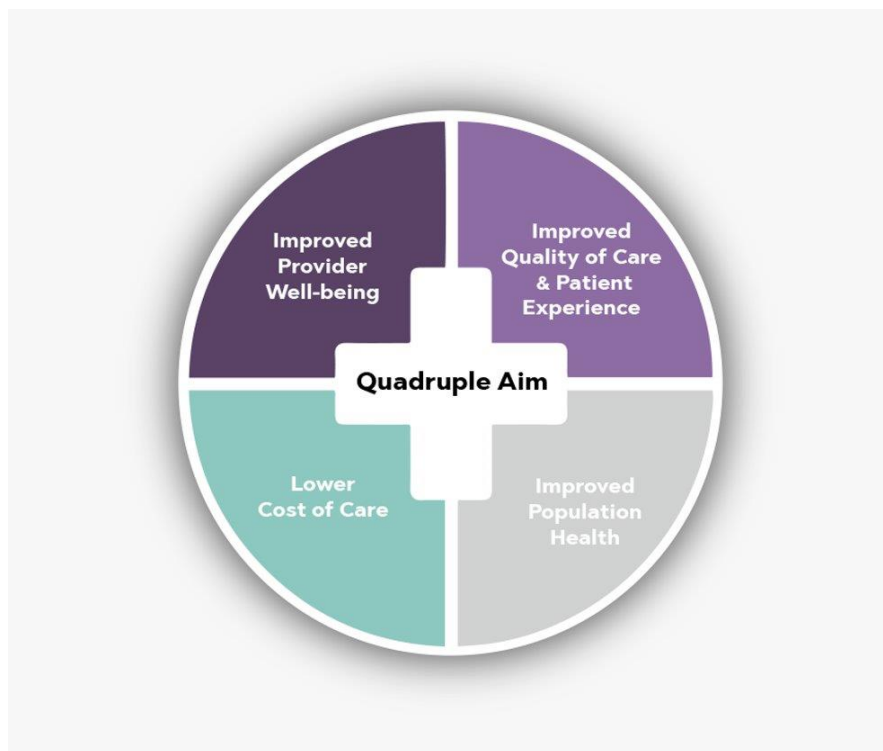 Improved
Provider
Well-being
Improved
Quality of Care
& Patient
Experience
Quadruple Aim
Lower
Cost of Care
Improved
Population
Health